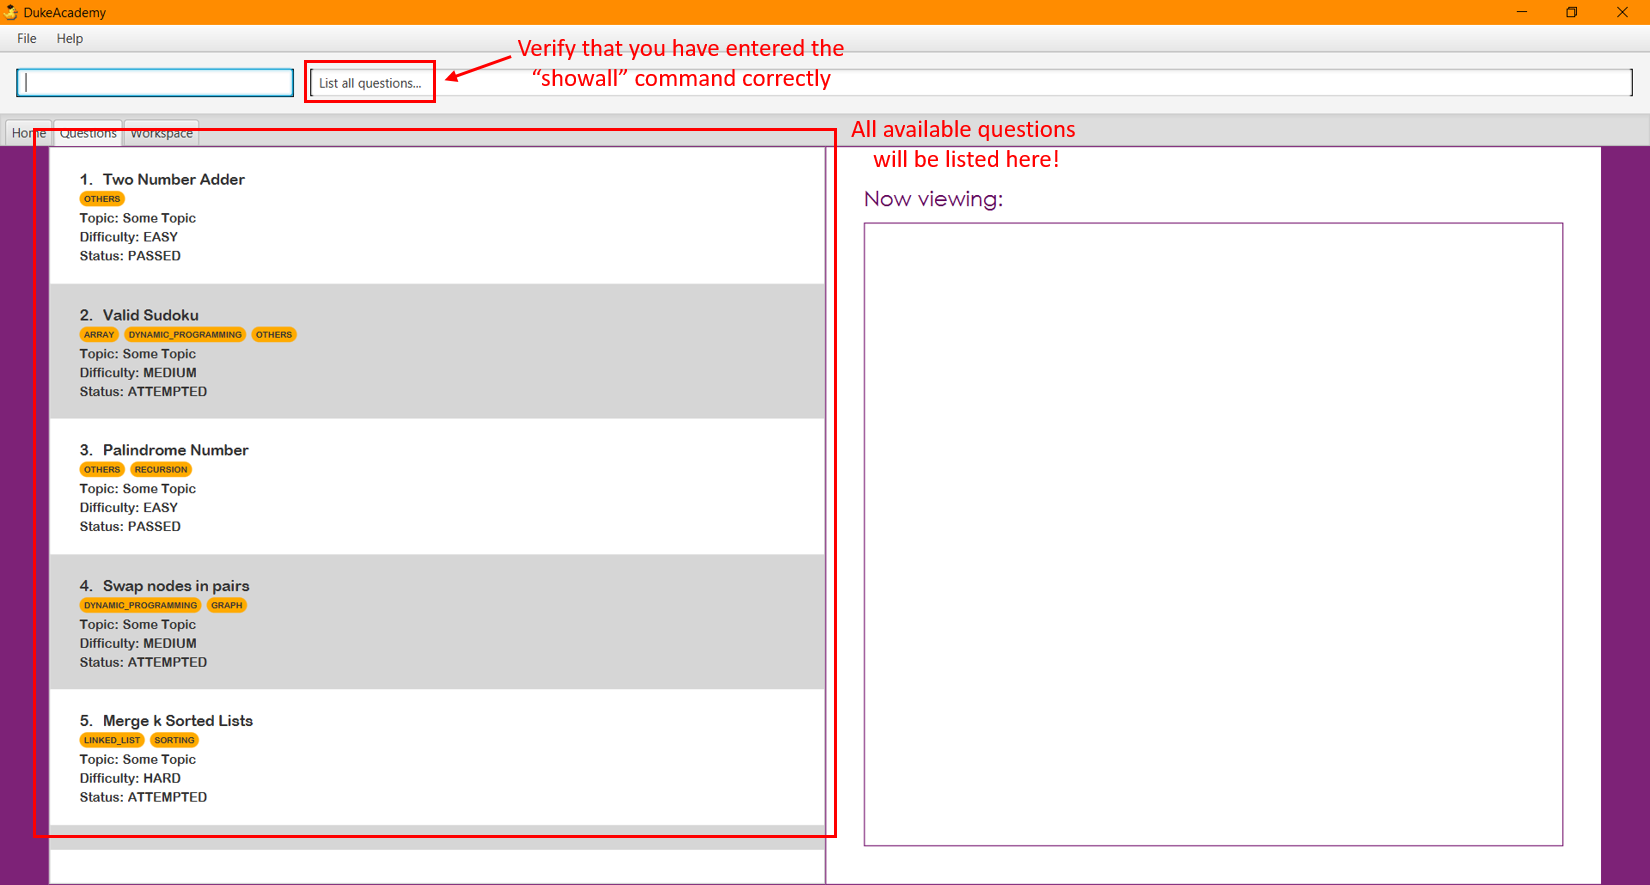 DukeAcademy
File Help
Verify that you have entered the
“showall” command correctly
List all questions...
Home Questions Workspace
All available questions
will be listed here!
Now viewing:
1. Two Number Adder
OTHERS
Topic: Some Topic
Difficulty: EASY
Status: PASSED
2. Valid Sudoku
ARRAY DYNAMIC_PROGRAMMING OTHERS
Topic: Some Topic
Difficulty: MEDIUM
Status: ATTEMPTED
3. Palindrome Number
OTHERS RECURSION
Topic: Some Topic
Difficulty: EASY
Status: PASSED
4. Swap nodes in pairs
DYNAMIC_PROGRAMMING GRAPH
Topic: Some Topic
Difficulty: MEDIUM
Status: ATTEMPTED
5. Merge k Sorted Lists
LINKED_LIST SORTING
Topic: Some Topic
Difficulty: HARD
Status: ATTEMPTED